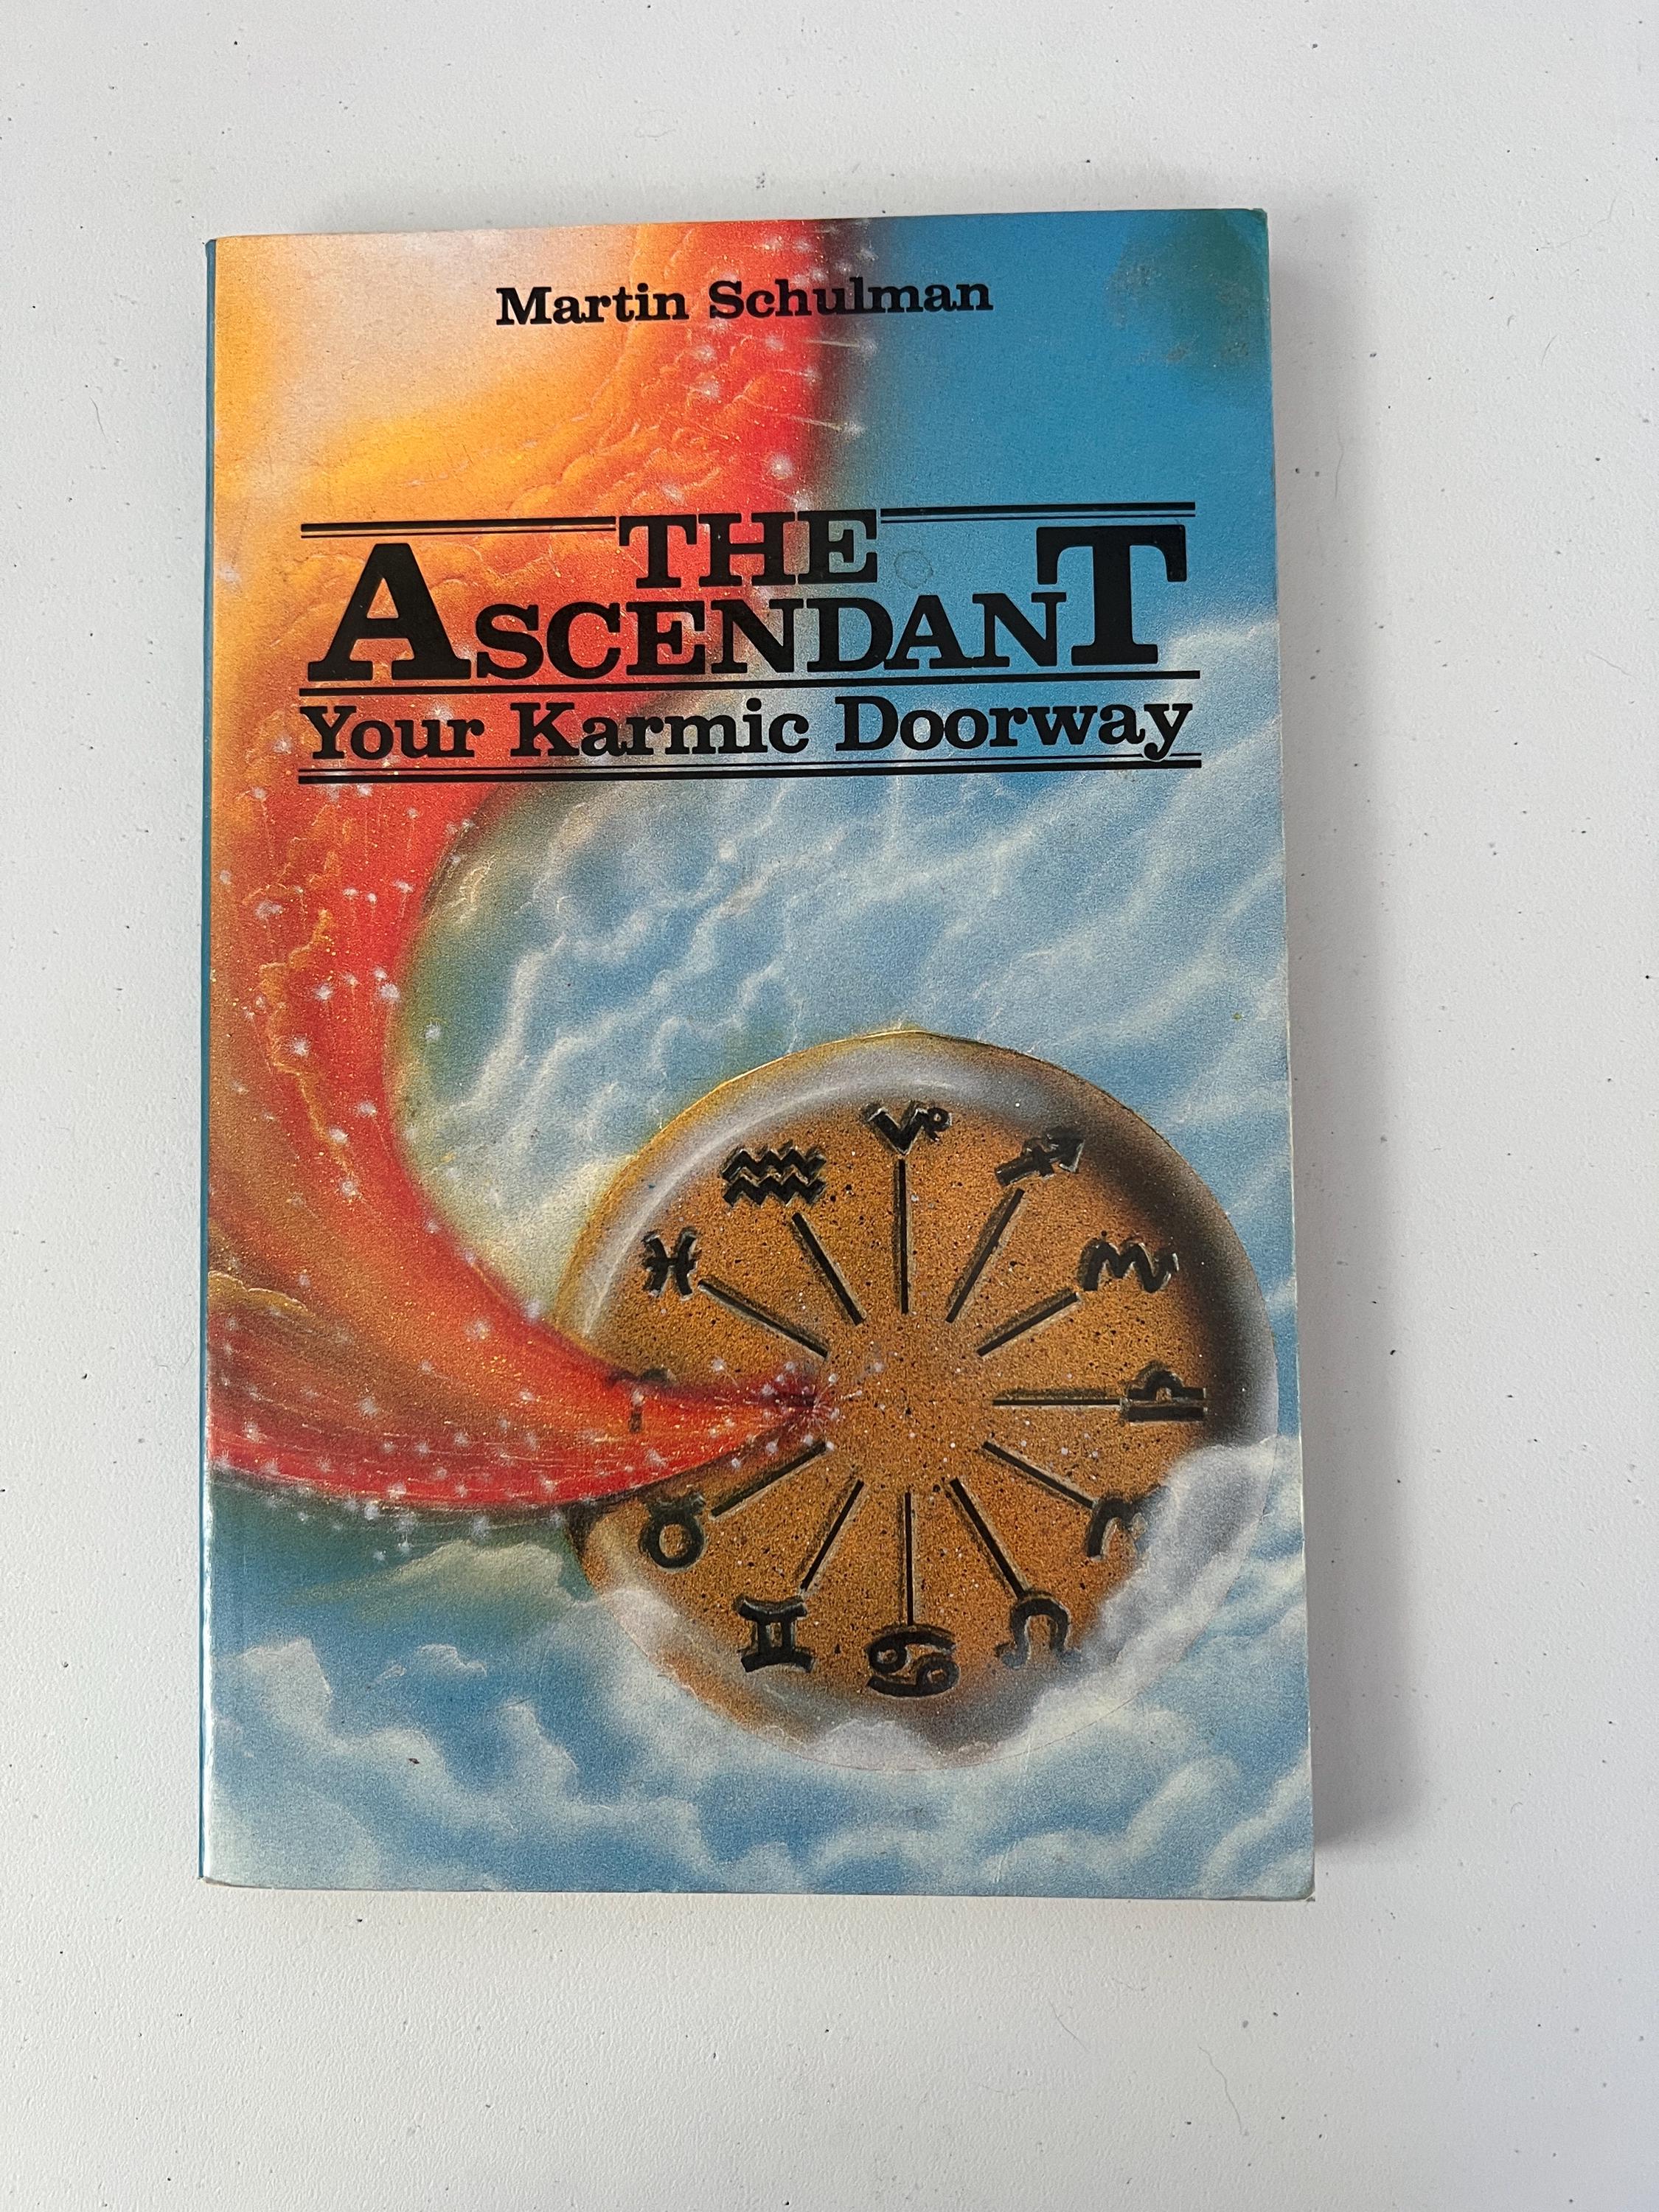 Martin Schulman
THE
ASCENDANT
Your Karmic Doorway